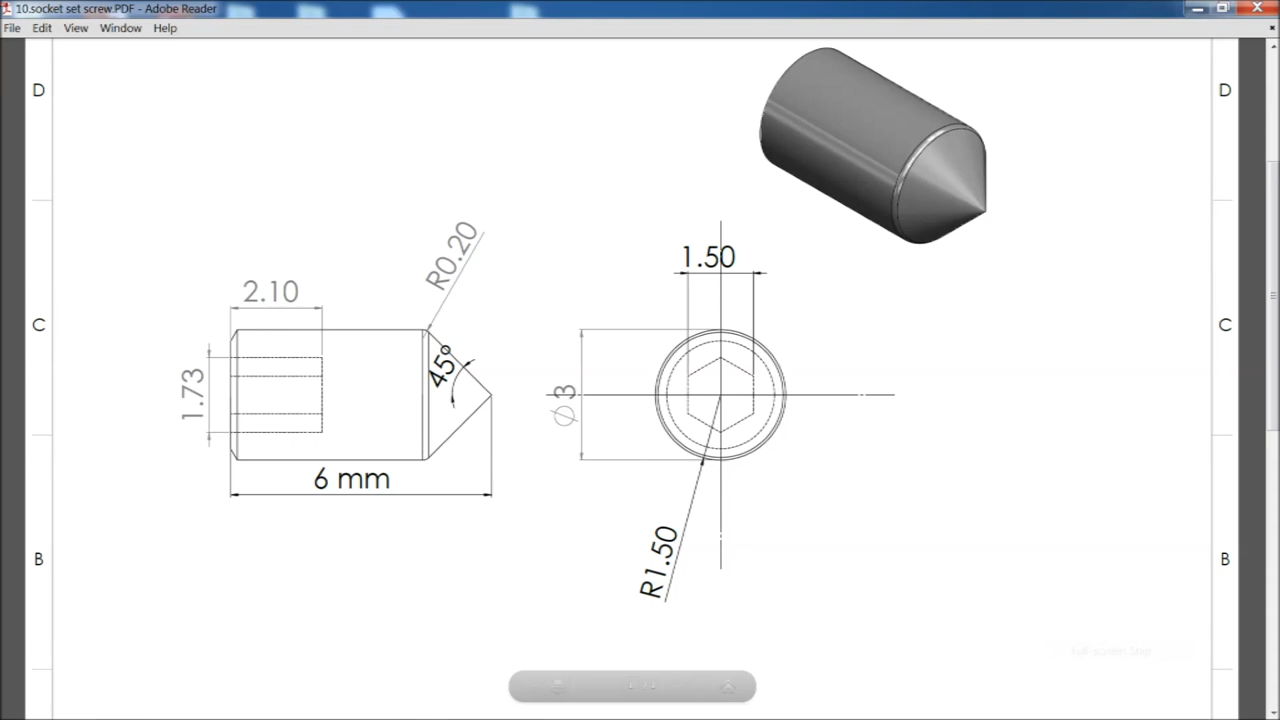 10.socket set screw.PDF - Adobe Reader
File Edit View Window Help
D
D
R0.20
1.50
2.10
C
C
45°
1.73
⌀3
6 mm
R1.50
B
B